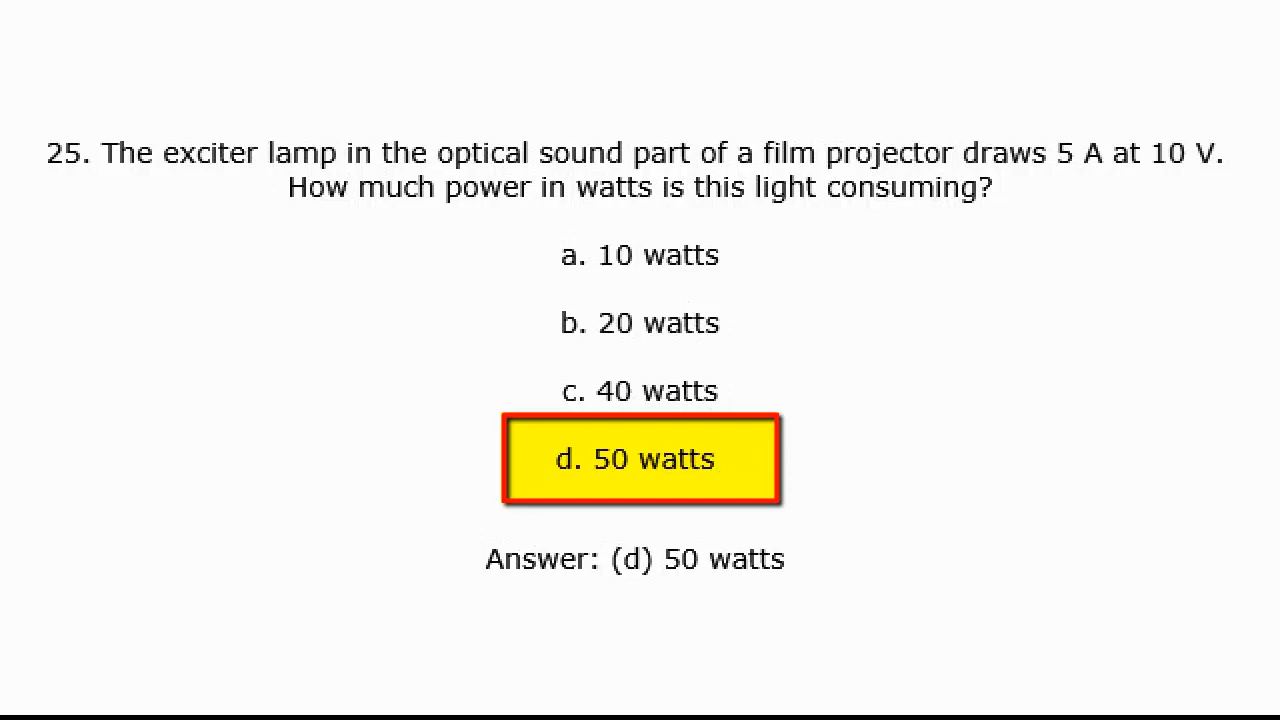 25. The exciter lamp in the optical sound part of a film projector draws 5 A at 10 V.
How much power in watts is this light consuming?
a. 10 watts
b. 20 watts
c. 40 watts
d. 50 watts
Answer: (d) 50 watts